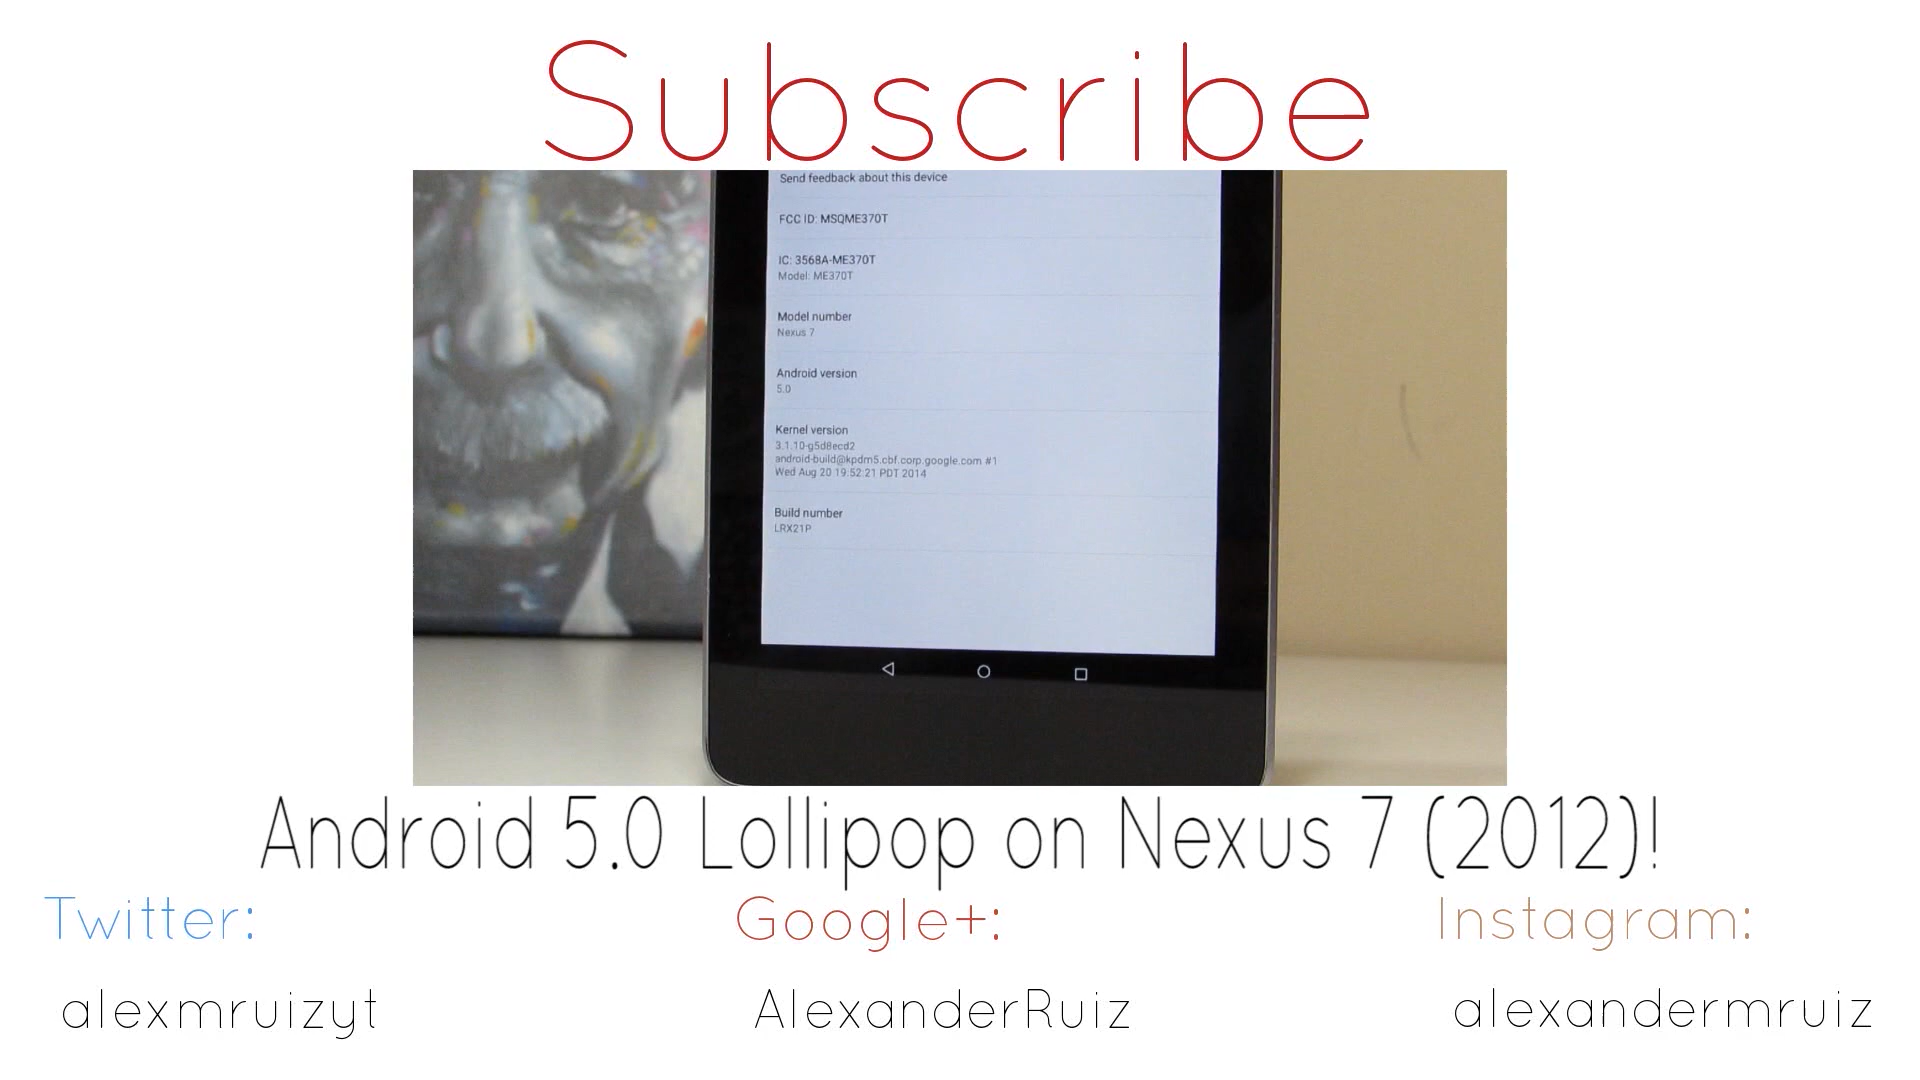 Subscribe
Send feedback about this device
FCC ID: MSQME370T
IC: 3568A-ME370T
Model: ME370T
Model number
Nexus 7
Android version
5.0
Kernel version
3.1.10-g5d8ecd2
android-build@kpdm5.cbf.corp.google.com #1
Wed Aug 20 19:52:21 PDT 2014
Build number
LRX21P
Android 5.0 Lollipop on Nexus 7 (2012)!
Twitter: Google+: Instagram:
alexmruizyt AlexanderRuiz alexandermruiz